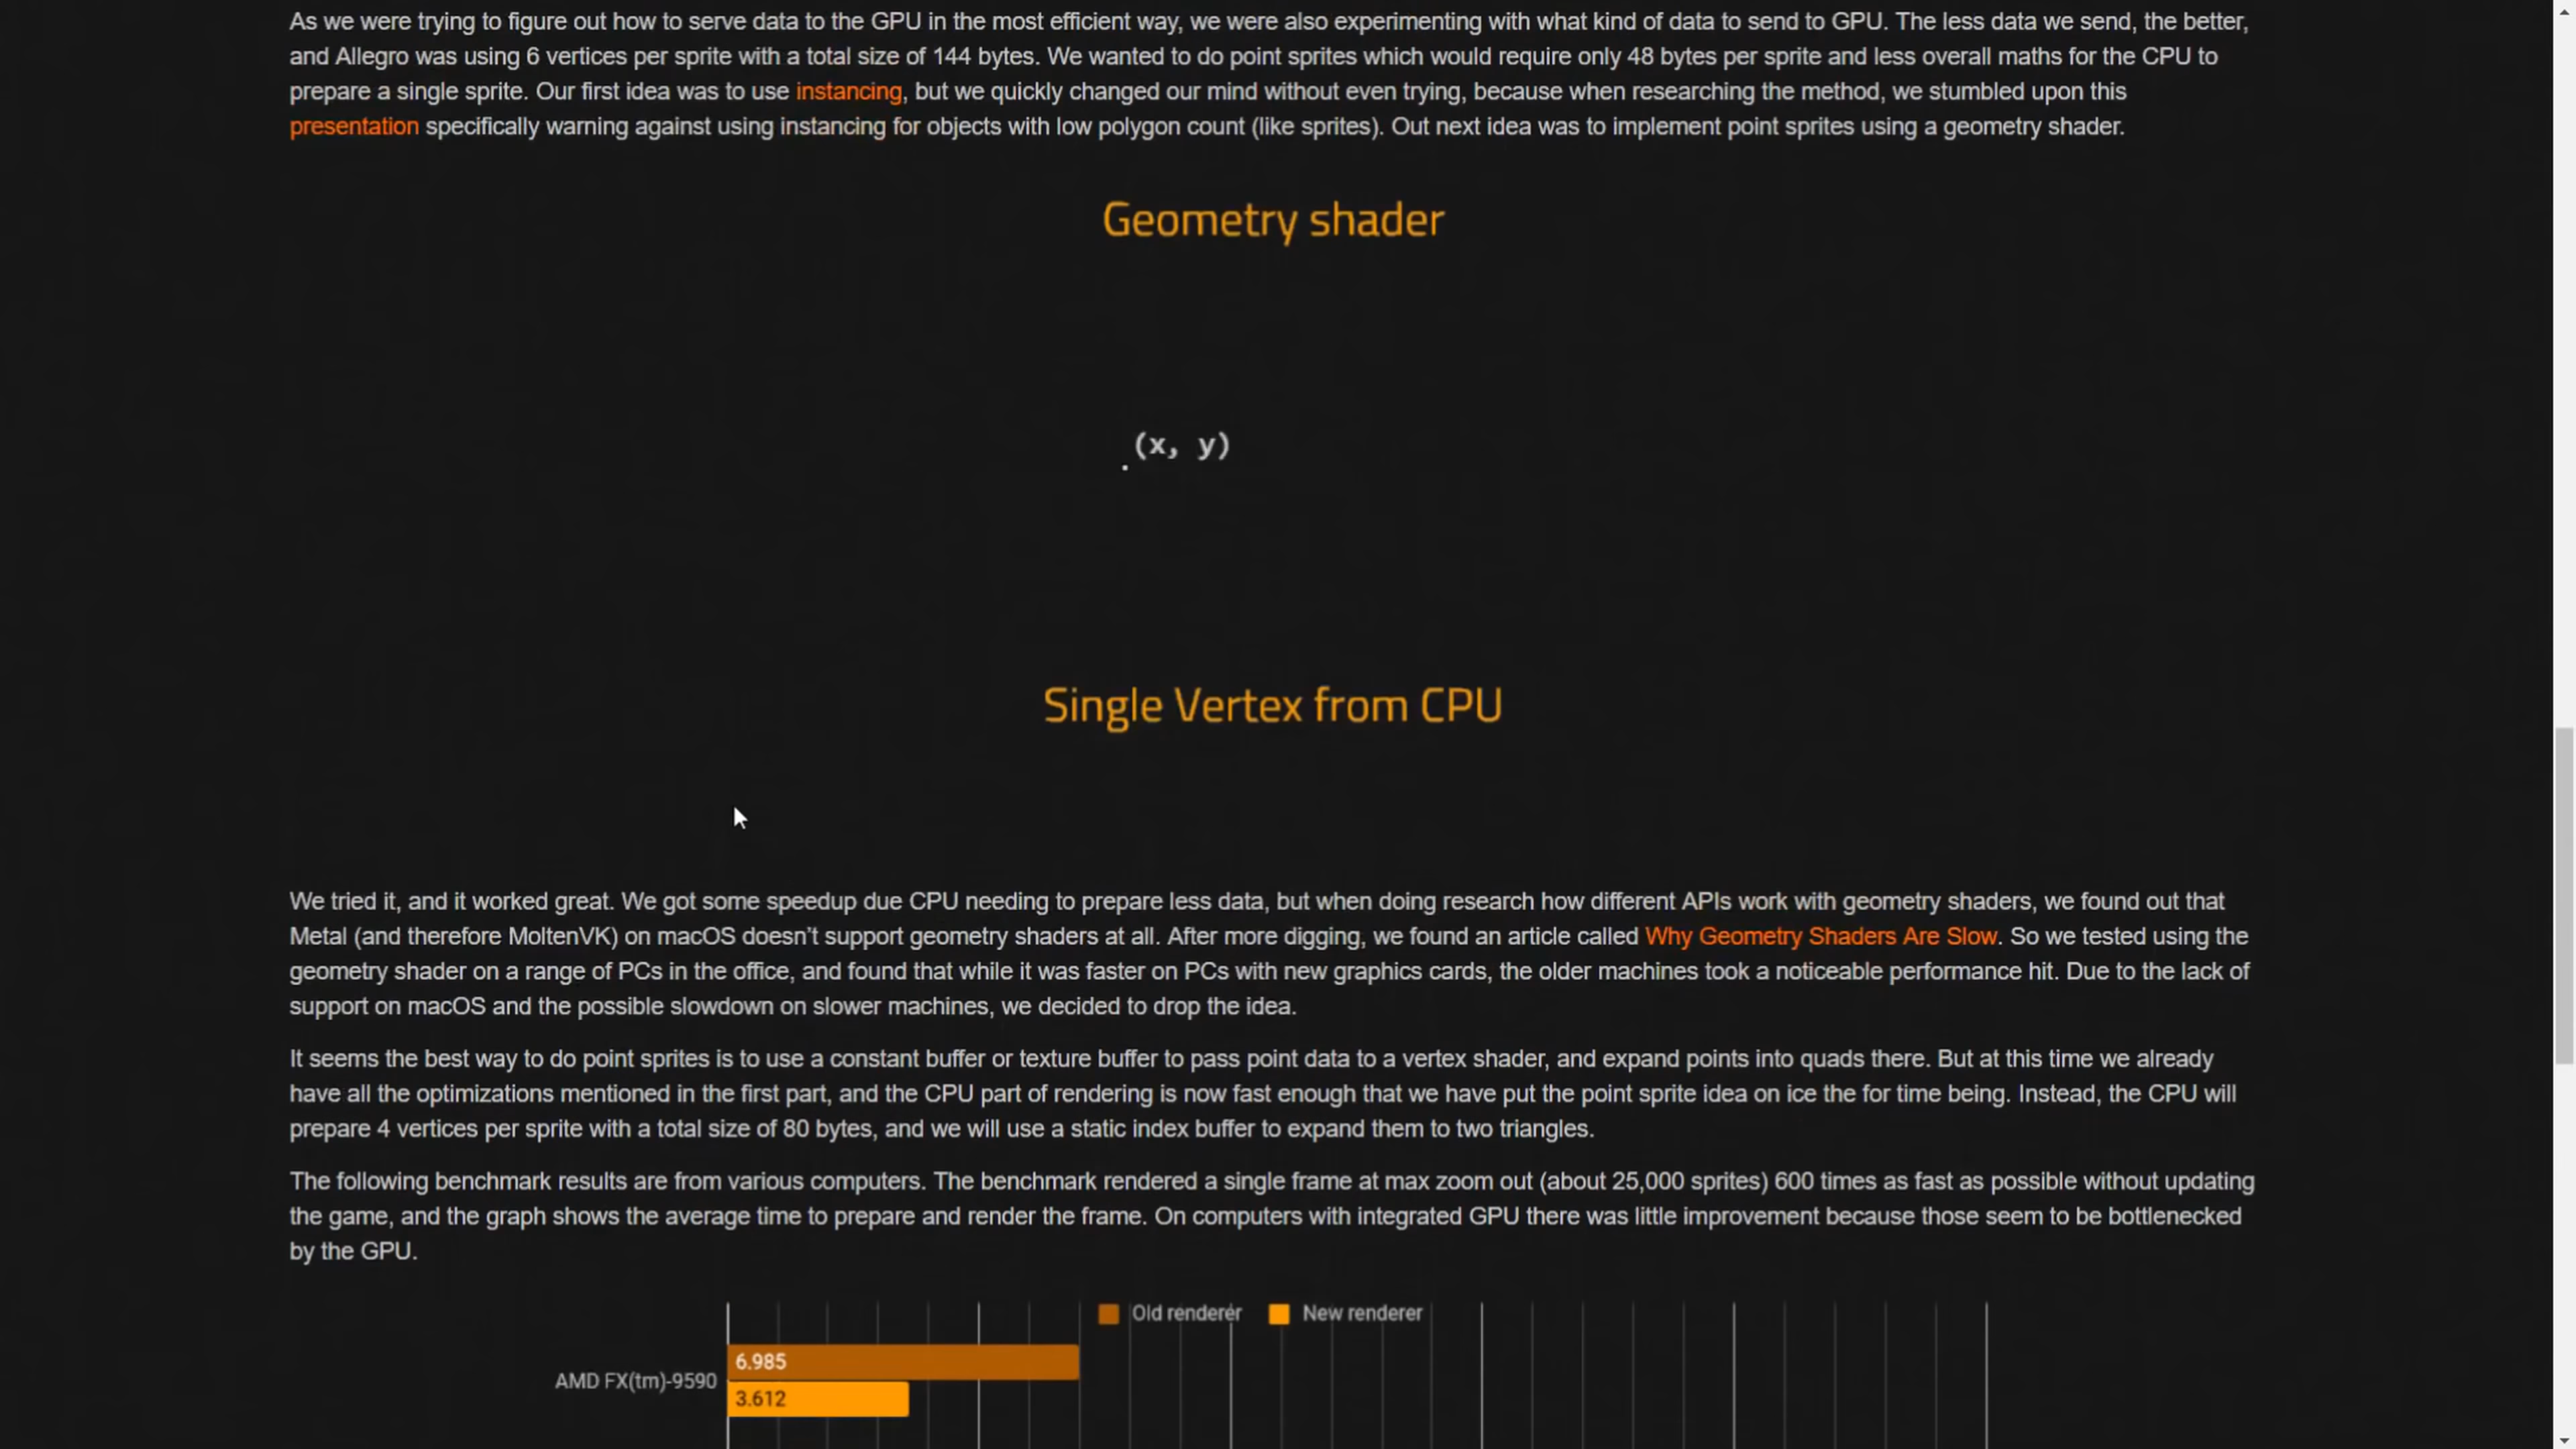 As we were trying to figure out how to serve data to the GPU in the most efficient way, we were also experimenting with what kind of data to send to GPU. The less data we send, the better,
and Allegro was using 6 vertices per sprite with a total size of 144 bytes. We wanted to do point sprites which would require only 48 bytes per sprite and less overall maths for the CPU to
prepare a single sprite. Our first idea was to use instancing, but we quickly changed our mind without even trying, because when researching the method, we stumbled upon this
presentation specifically warning against using instancing for objects with low polygon count (like sprites). Out next idea was to implement point sprites using a geometry shader.
Geometry shader
(x, y)
Single Vertex from CPU
We tried it, and it worked great. We got some speedup due CPU needing to prepare less data, but when doing research how different APIs work with geometry shaders, we found out that
Metal (and therefore MoltenVK) on macOS doesn't support geometry shaders at all. After more digging, we found an article called Why Geometry Shaders Are Slow. So we tested using the
geometry shader on a range of PCs in the office, and found that while it was faster on PCs with new graphics cards, the older machines took a noticeable performance hit. Due to the lack of
support on macOS and the possible slowdown on slower machines, we decided to drop the idea.
It seems the best way to do point sprites is to use a constant buffer or texture buffer to pass point data to a vertex shader, and expand points into quads there. But at this time we already
have all the optimizations mentioned in the first part, and the CPU part of rendering is now fast enough that we have put the point sprite idea on ice the for time being. Instead, the CPU will
prepare 4 vertices per sprite with a total size of 80 bytes, and we will use a static index buffer to expand them to two triangles.
The following benchmark results are from various computers. The benchmark rendered a single frame at max zoom out (about 25,000 sprites) 600 times as fast as possible without updating
the game, and the graph shows the average time to prepare and render the frame. On computers with integrated GPU there was little improvement because those seem to be bottlenecked
by the GPU.
Old renderer New renderer
6.985
AMD FX(tm)-9590
3.612